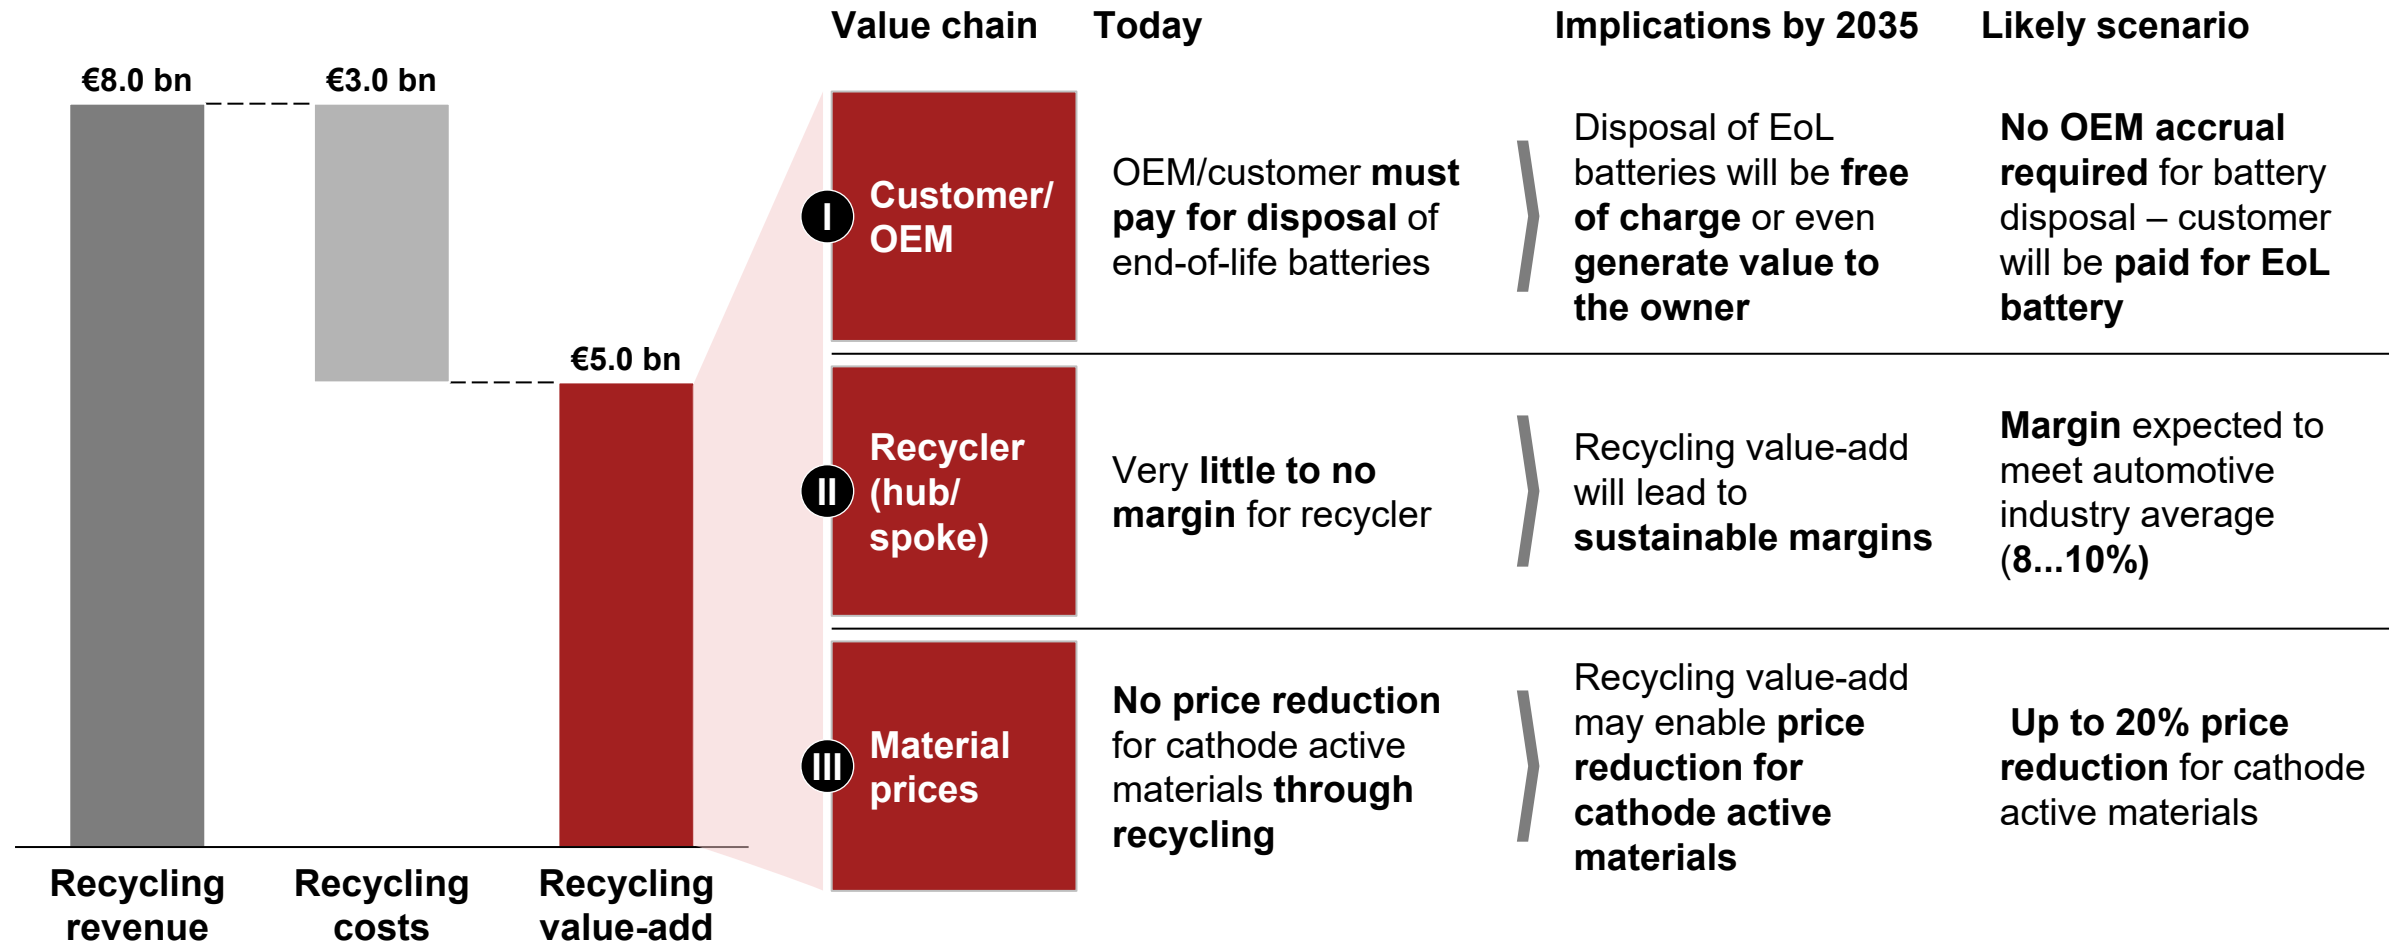 Value chain
Today
Implications by 2035
Likely scenario
€8.0 bn
€3.0 bn
€5.0 bn
Recycling
revenue
Recycling
costs
Recycling
value-add
I
Customer/
OEM
OEM/customer must
pay for disposal of
end-of-life batteries
Disposal of EoL
batteries will be free
of charge or even
generate value to
the owner
No OEM accrual
required for battery
disposal – customer
will be paid for EoL
battery
II
Recycler
(hub/
spoke)
Very little to no
margin for recycler
Recycling value-add
will lead to
sustainable margins
Margin expected to
meet automotive
industry average
(8...10%)
III
Material
prices
No price reduction
for cathode active
materials through
recycling
Recycling value-add
may enable price
reduction for
cathode active
materials
Up to 20% price
reduction for cathode
active materials